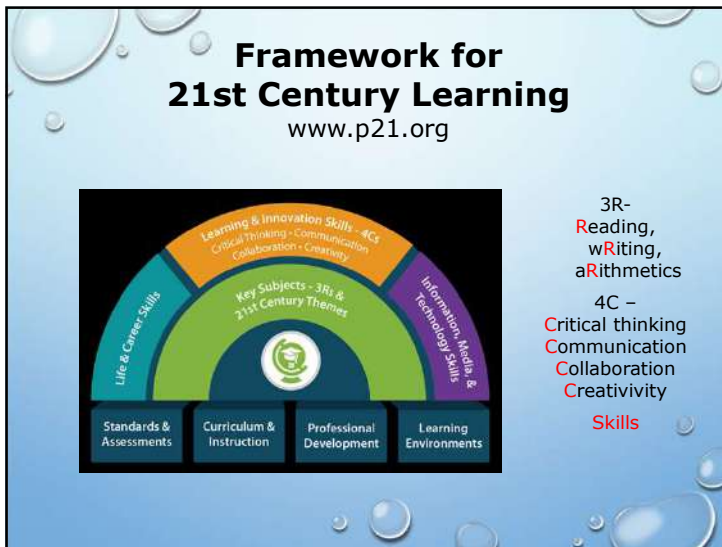 Framework for
21st Century Learning
www.p21.org
Learning & Innovation Skills - 4Cs
Critical Thinking • Communication
Collaboration • Creativity
Life & Career Skills
Key Subjects - 3Rs &
21st Century Themes
Information, Media, &
Technology Skills
Standards &
Assessments
Curriculum &
Instruction
Professional
Development
Learning
Environments
3R-
Reading,
wRiting,
aRithmetics
4C –
Critical thinking
Communication
Collaboration
Creativivity
Skills